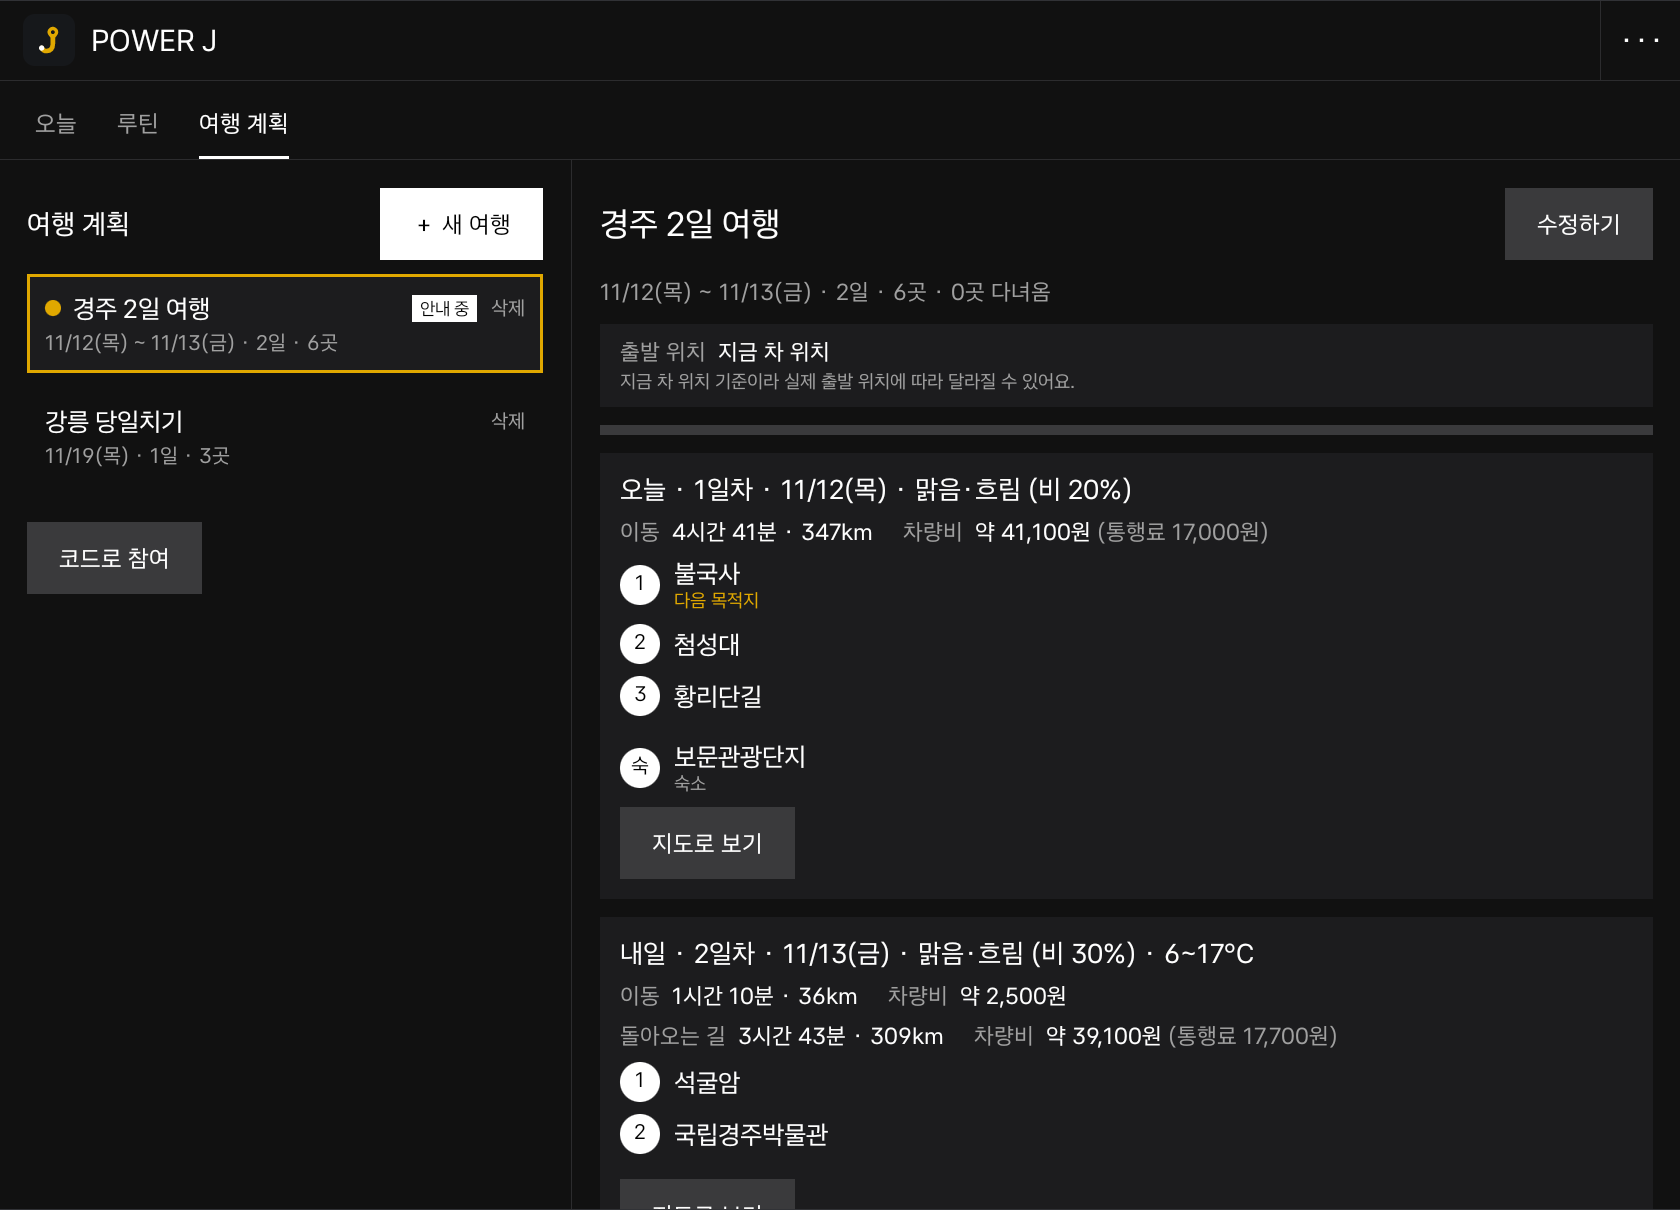 POWER J
···
오늘 루틴 여행 계획
여행 계획
+ 새 여행
경주 2일 여행 안내 중 삭제
11/12(목) ~ 11/13(금) · 2일 · 6곳
강릉 당일치기 삭제
11/19(목) · 1일 · 3곳
코드로 참여
경주 2일 여행
수정하기
11/12(목) ~ 11/13(금) · 2일 · 6곳 · 0곳 다녀옴
출발 위치 지금 차 위치
지금 차 위치 기준이라 실제 출발 위치에 따라 달라질 수 있어요.
오늘 · 1일차 · 11/12(목) · 맑음·흐림 (비 20%)
이동 4시간 41분 · 347km 차량비 약 41,100원 (통행료 17,000원)
1 불국사
다음 목적지
2 첨성대
3 황리단길
숙 보문관광단지
숙소
지도로 보기
내일 · 2일차 · 11/13(금) · 맑음·흐림 (비 30%) · 6~17°C
이동 1시간 10분 · 36km 차량비 약 2,500원
돌아오는 길 3시간 43분 · 309km 차량비 약 39,100원 (통행료 17,700원)
1 석굴암
2 국립경주박물관